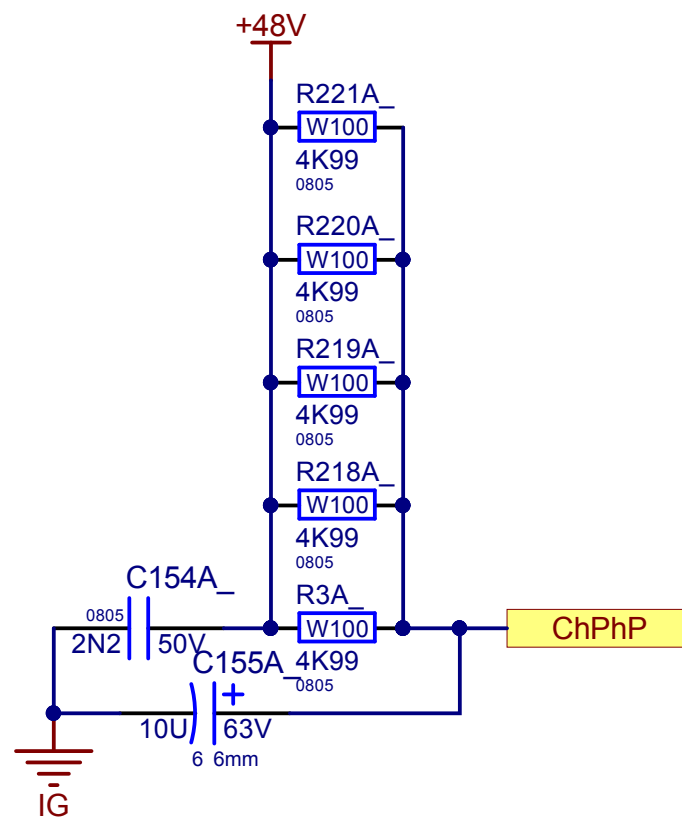 +48V
R221A_
W100
4K99
0805
R220A_
W100
4K99
0805
R219A_
W100
4K99
0805
R218A_
W100
4K99
0805
C154A_
R3A_
0805
W100
ChPhP
2N2
50V
C155A_
4K99
0805
+
10U
63V
6 6mm
IG